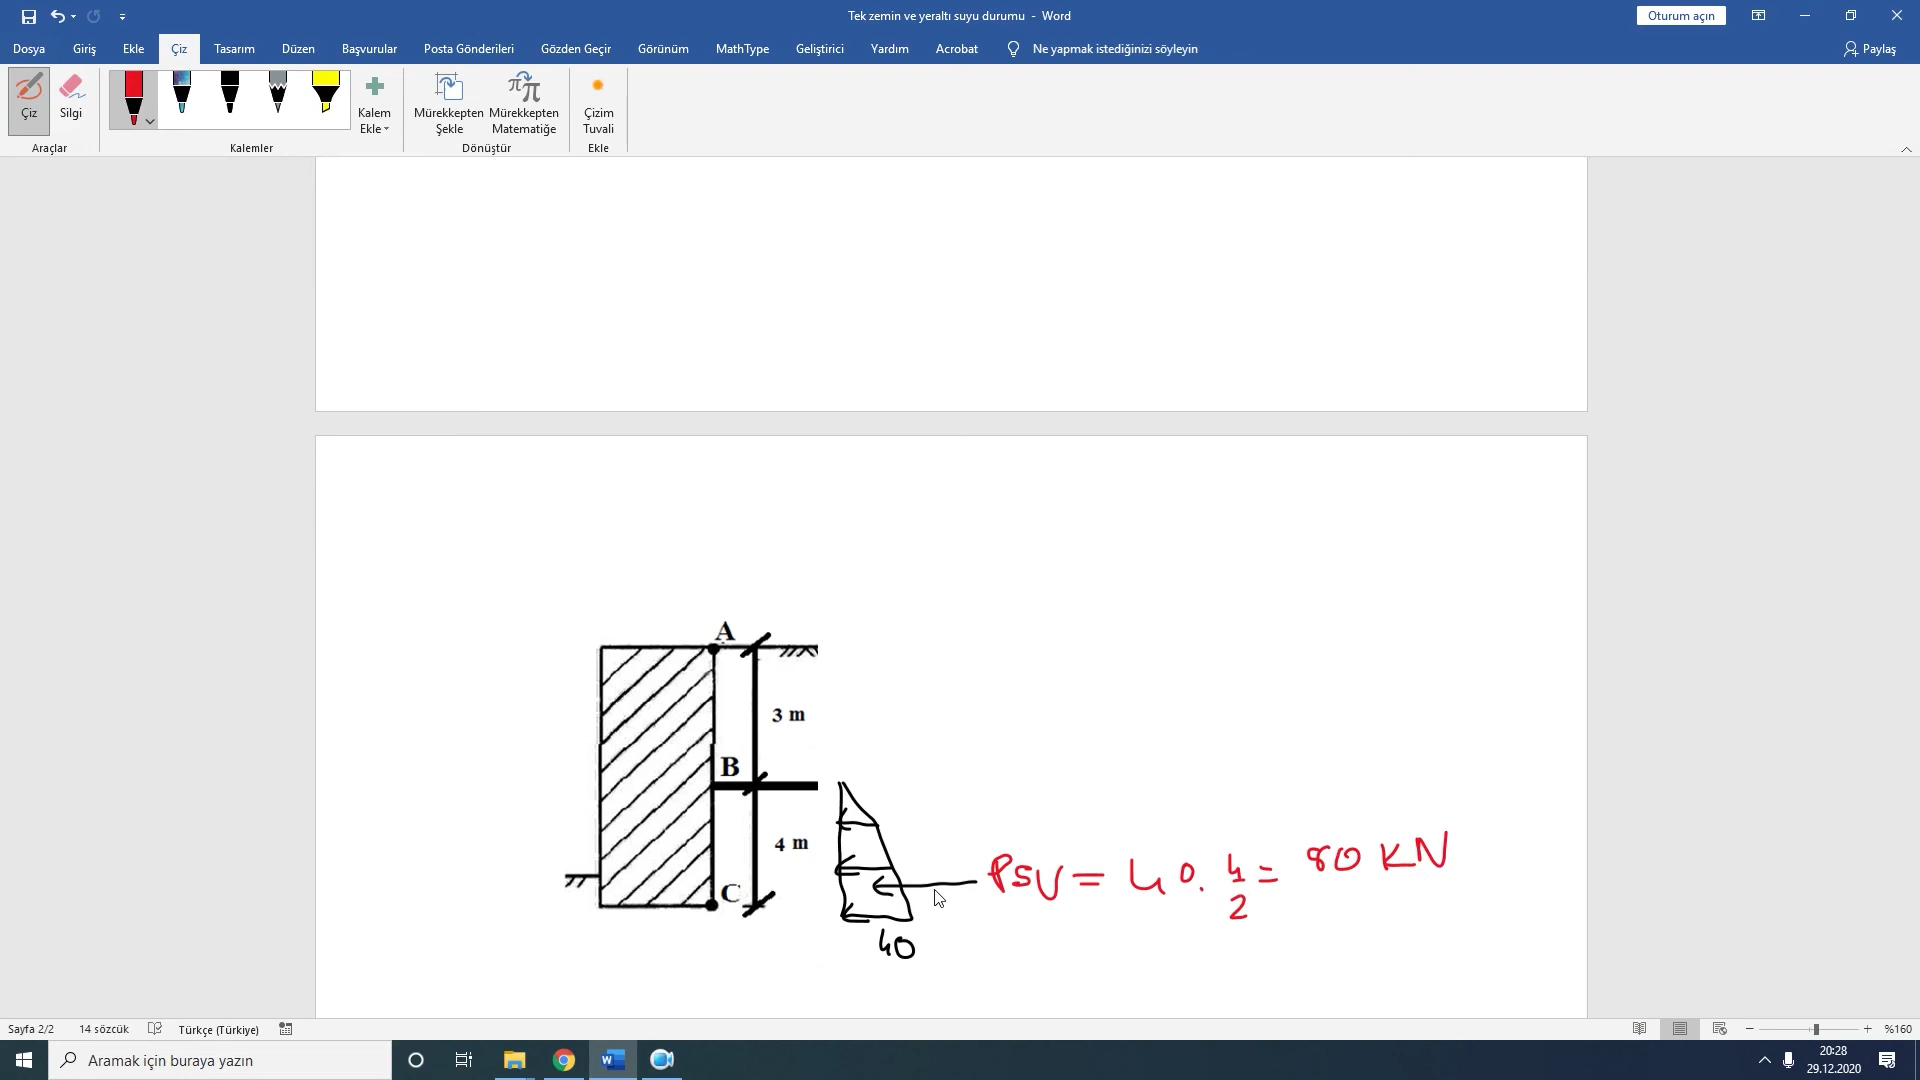 Tek zemin ve yeraltı suyu durumu - Word
Oturum açın
Dosya Giriş Ekle Çiz Tasarım Düzen Başvurular Posta Gönderileri Gözden Geçir Görünüm MathType Geliştirici Yardım Acrobat Ne yapmak istediğinizi söyleyin Paylaş
Çiz Silgi
Kalem Ekle
Mürekkepten Şekle
Mürekkepten Matematiğe
Çizim Tuvali
Araçlar Kalemler Dönüştür Ekle
A
3 m
B
4 m
C
40
PSU = 40 . 4/2 = 80 KN
Sayfa 2/2 14 sözcük Türkçe (Türkiye) %160
Aramak için buraya yazın
20:28
29.12.2020